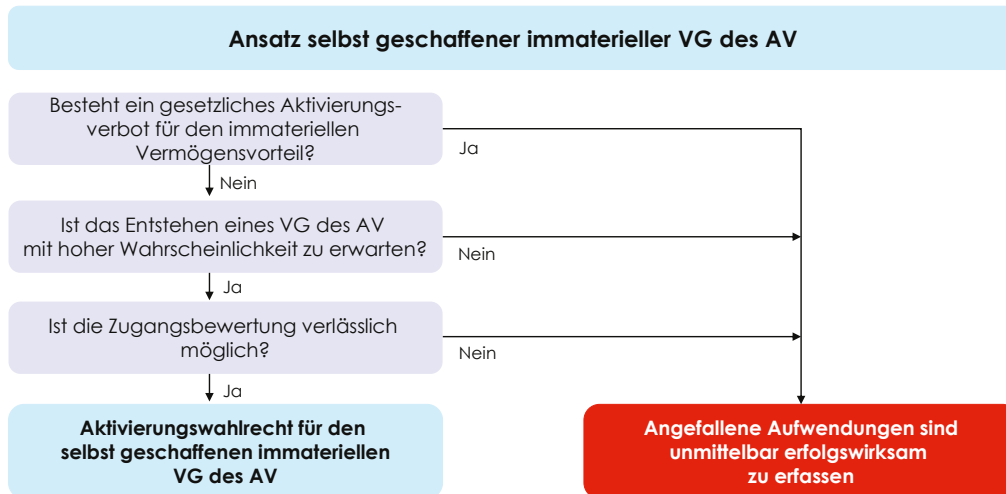 Ansatz selbst geschaffener immaterieller VG des AV
Besteht ein gesetzliches Aktivierungs-
verbot für den immateriellen
Vermögensvorteil?
Ja
Nein
Ist das Entstehen eines VG des AV
mit hoher Wahrscheinlichkeit zu erwarten?
Nein
Ja
Ist die Zugangsbewertung verlässlich
möglich?
Nein
Ja
Aktivierungswahlrecht für den
selbst geschaffenen immateriellen
VG des AV
Angefallene Aufwendungen sind
unmittelbar erfolgswirksam
zu erfassen